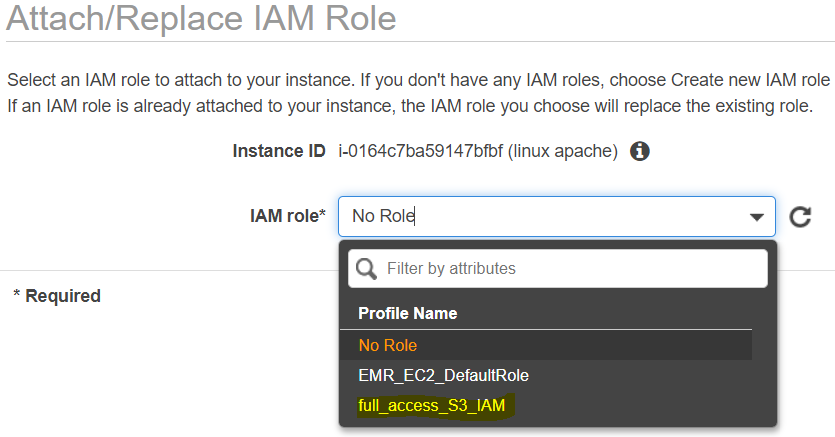 Attach/Replace IAM Role
Select an IAM role to attach to your instance. If you don't have any IAM roles, choose Create new IAM role
If an IAM role is already attached to your instance, the IAM role you choose will replace the existing role.
Instance ID i-0164c7ba59147bfbf (linux apache)
IAM role* No Role
Filter by attributes
* Required
Profile Name
No Role
EMR_EC2_DefaultRole
full_access_S3_IAM